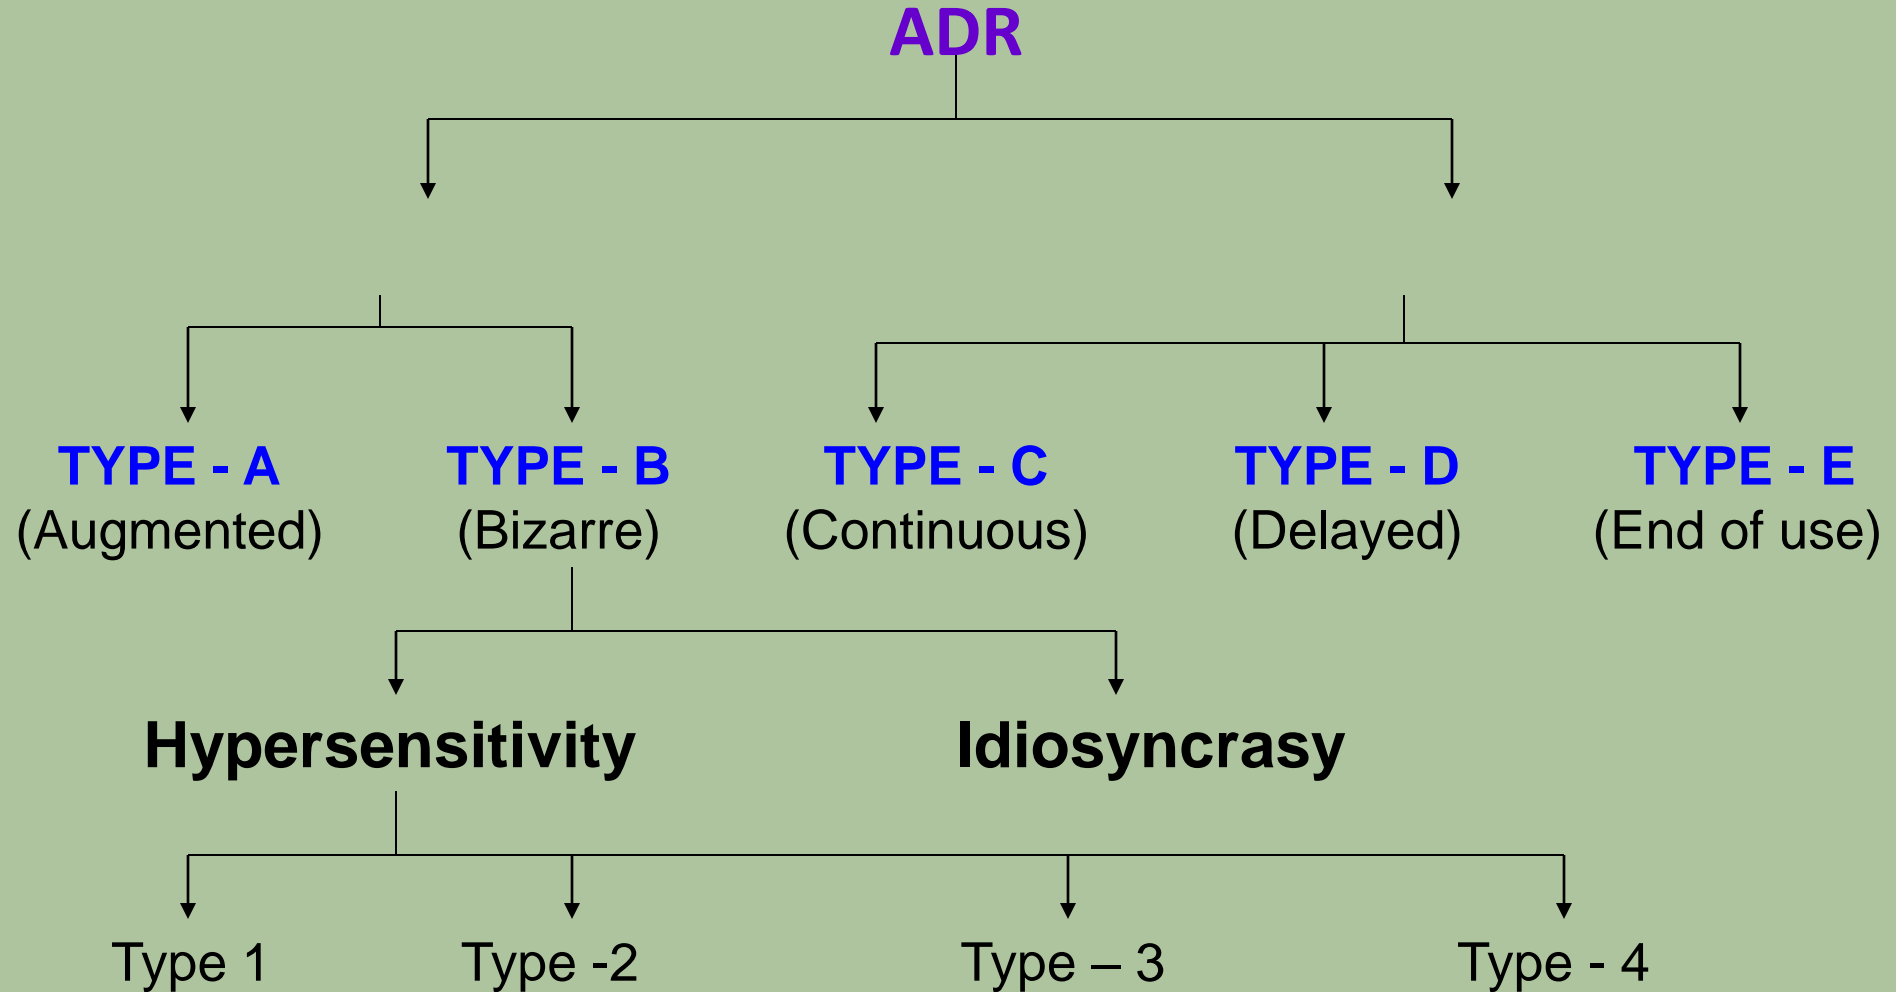 ADR
TYPE - A
(Augmented)
TYPE - B
(Bizarre)
TYPE - C
(Continuous)
TYPE - D
(Delayed)
TYPE - E
(End of use)
Hypersensitivity
Idiosyncrasy
Type 1
Type -2
Type – 3
Type - 4